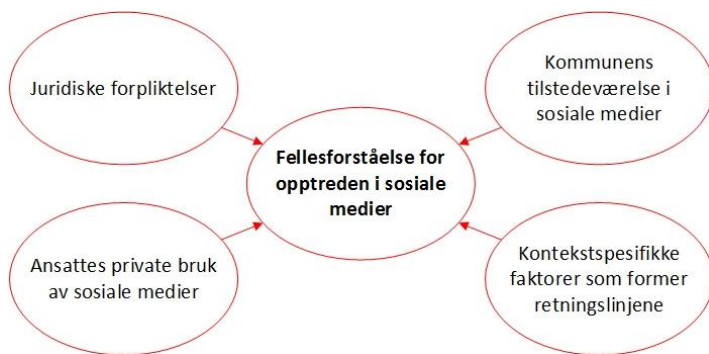 Juridiske forpliktelser
Kommunens
tilstedeværelse i
sosiale medier
Fellesforståelse for
opptreden i sosiale
medier
Ansattes private bruk
av sosiale medier
Kontekstspesifikke
faktorer som former
retningslinjene